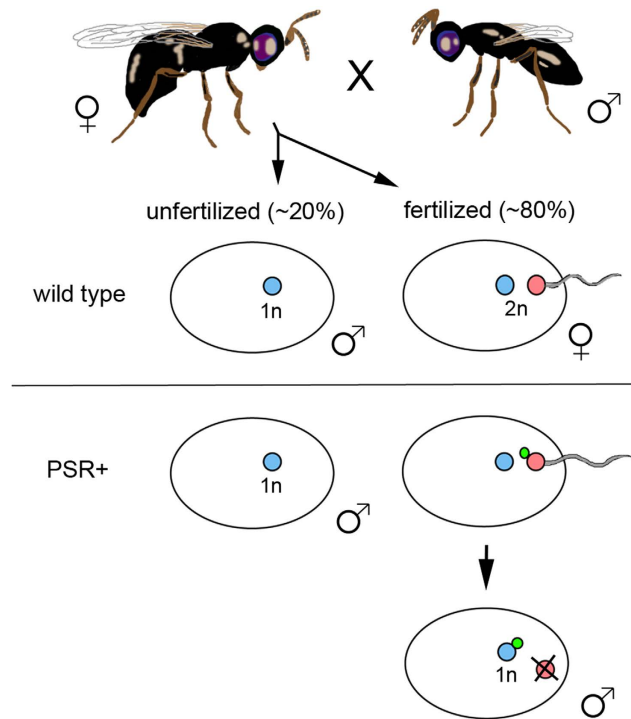 ♀ X ♂
unfertilized (~20%) fertilized (~80%)
wild type
1n ♂ 2n ♀
PSR+
1n ♂
1n ♂